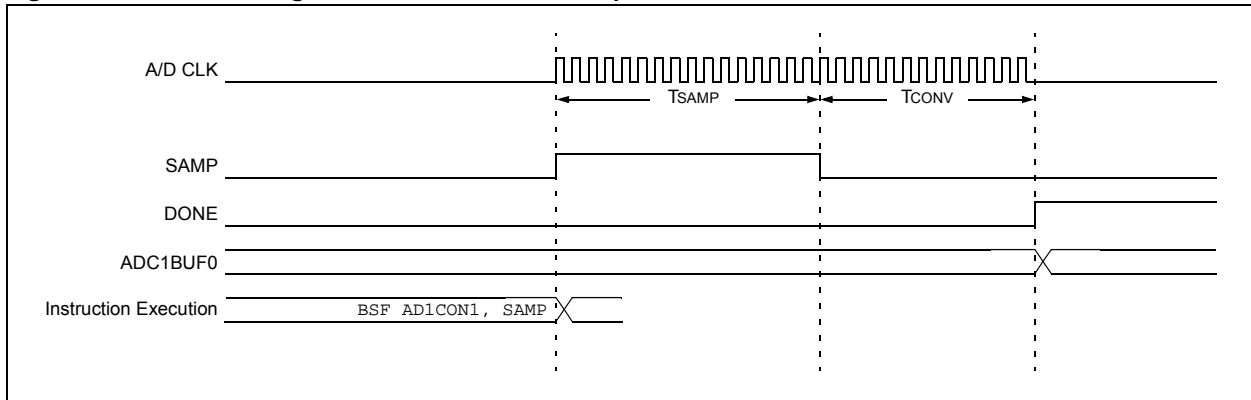 A/D CLK
TSAMP TCONV
SAMP
DONE
ADC1BUF0
Instruction Execution BSF AD1CON1, SAMP